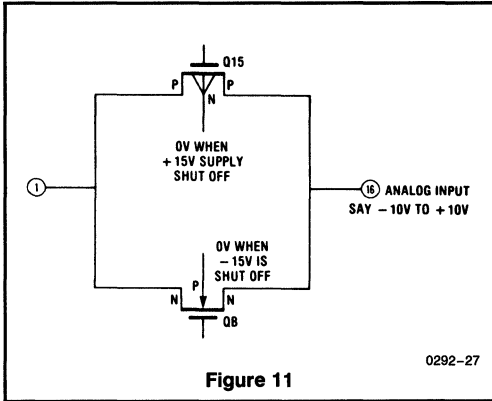 Q15
P
P
N
0V WHEN
+ 15V SUPPLY
SHUT OFF
1
16 ANALOG INPUT
SAY − 10V TO + 10V
0V WHEN
− 15V IS
SHUT OFF
P
N
N
Q8
0292–27
Figure 11